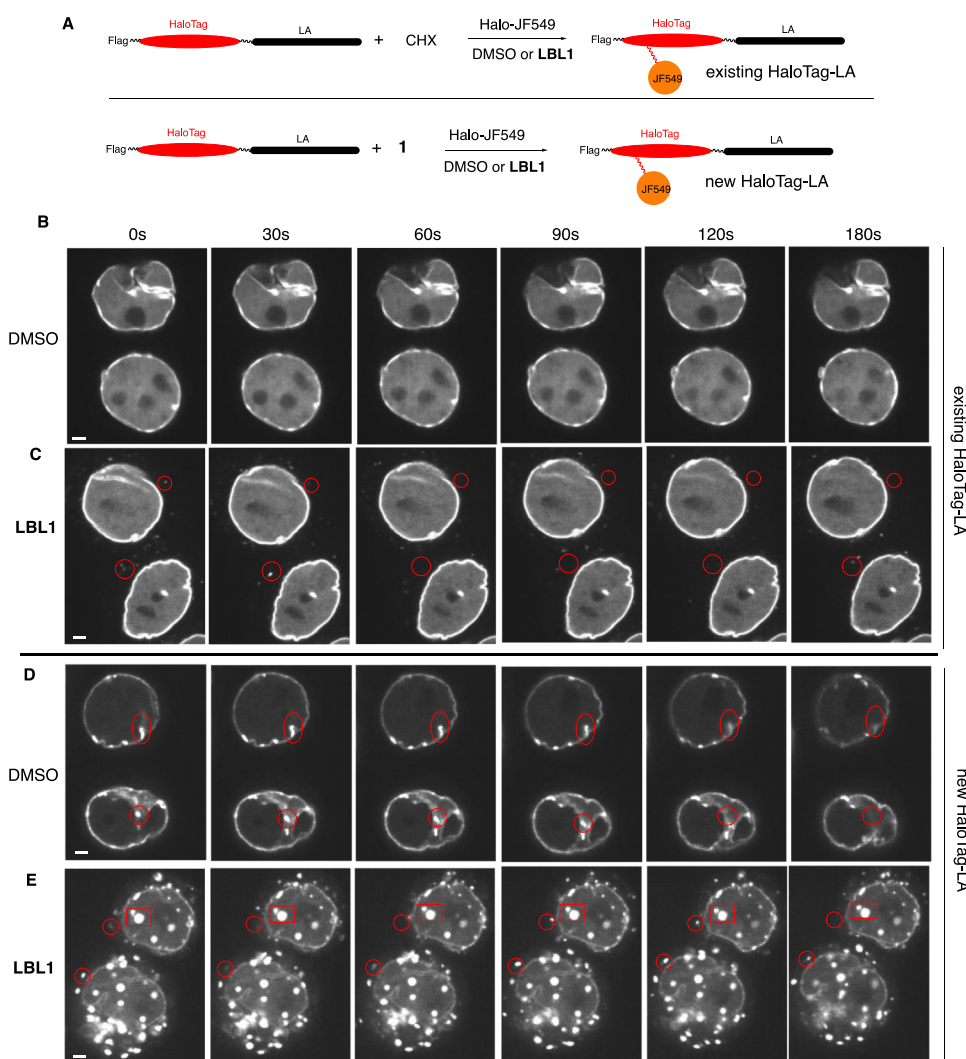 A
HaloTag
LA
Flag
+ CHX
Halo-JF549
DMSO or LBL1
HaloTag
LA
Flag
JF549
existing HaloTag-LA
HaloTag
LA
Flag
+ 1
Halo-JF549
DMSO or LBL1
HaloTag
LA
Flag
JF549
new HaloTag-LA
B
0s 30s 60s 90s 120s 180s
DMSO
C
LBL1
existing HaloTag-LA
D
DMSO
E
LBL1
new HaloTag-LA